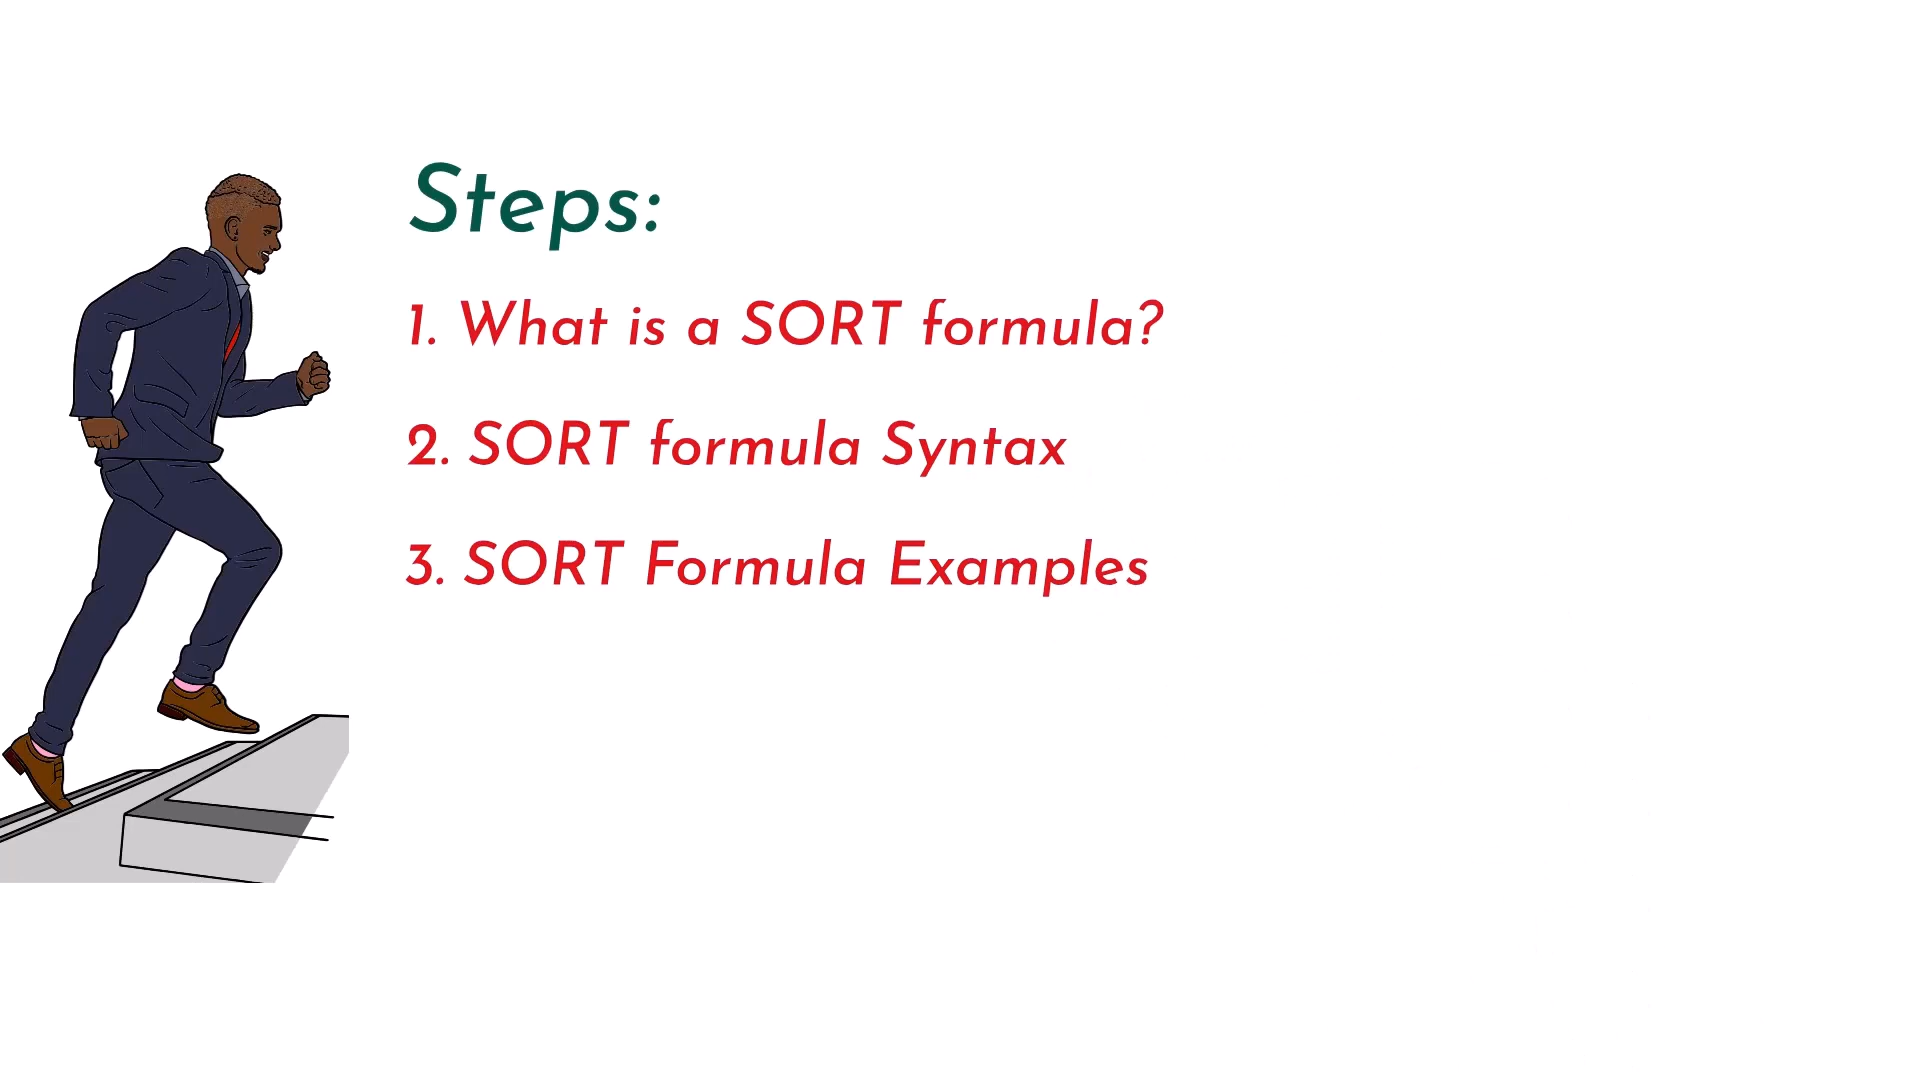 Steps:
1. What is a SORT formula?
2. SORT formula Syntax
3. SORT Formula Examples